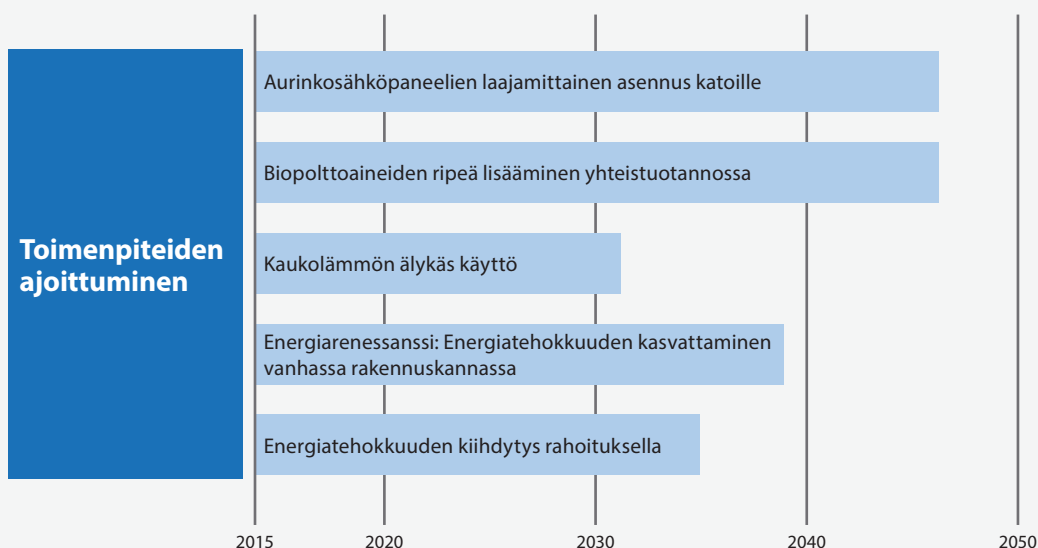 Toimenpiteiden
ajoittuminen
Aurinkosähköpaneelien laajamittainen asennus katoille
Biopolttoaineiden ripeä lisääminen yhteistuotannossa
Kaukolämmön älykäs käyttö
Energiarenessanssi: Energiatehokkuuden kasvattaminen
vanhassa rakennuskannassa
Energiatehokkuuden kiihdytys rahoituksella
2015 2020 2030 2040 2050